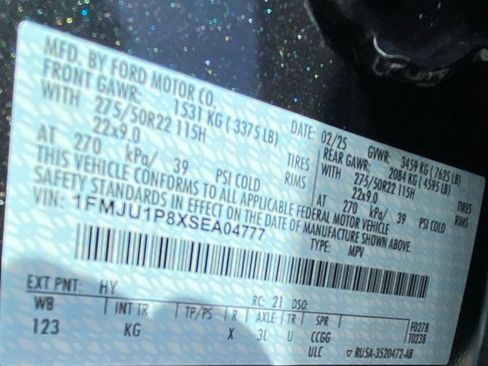 MFD. BY FORD MOTOR CO.
DATE: 02/25 GVWR: 3459 KG (7625 LB)
FRONT GAWR: 1531 KG (3375 LB) REAR GAWR: 2084 KG (4595 LB)
WITH 275/50R22 115H TIRES WITH 275/50R22 115H TIRES
22x9.0 RIMS 22x9.0 RIMS
AT 270 kPa/ 39 PSI COLD AT 270 kPa/ 39 PSI COLD
THIS VEHICLE CONFORMS TO ALL APPLICABLE FEDERAL MOTOR VEHICLE
SAFETY STANDARDS IN EFFECT ON THE DATE OF MANUFACTURE SHOWN ABOVE.
VIN: 1FMJU1P8XSEA04777 TYPE: MPV
EXT PNT: HY RC: 21 DSO:
WB INT TR TP/PS R AXLE TR SPR F0278
123 KG X 3L U CCGG T0238
ULC ▽ RU5A-3520472-AB